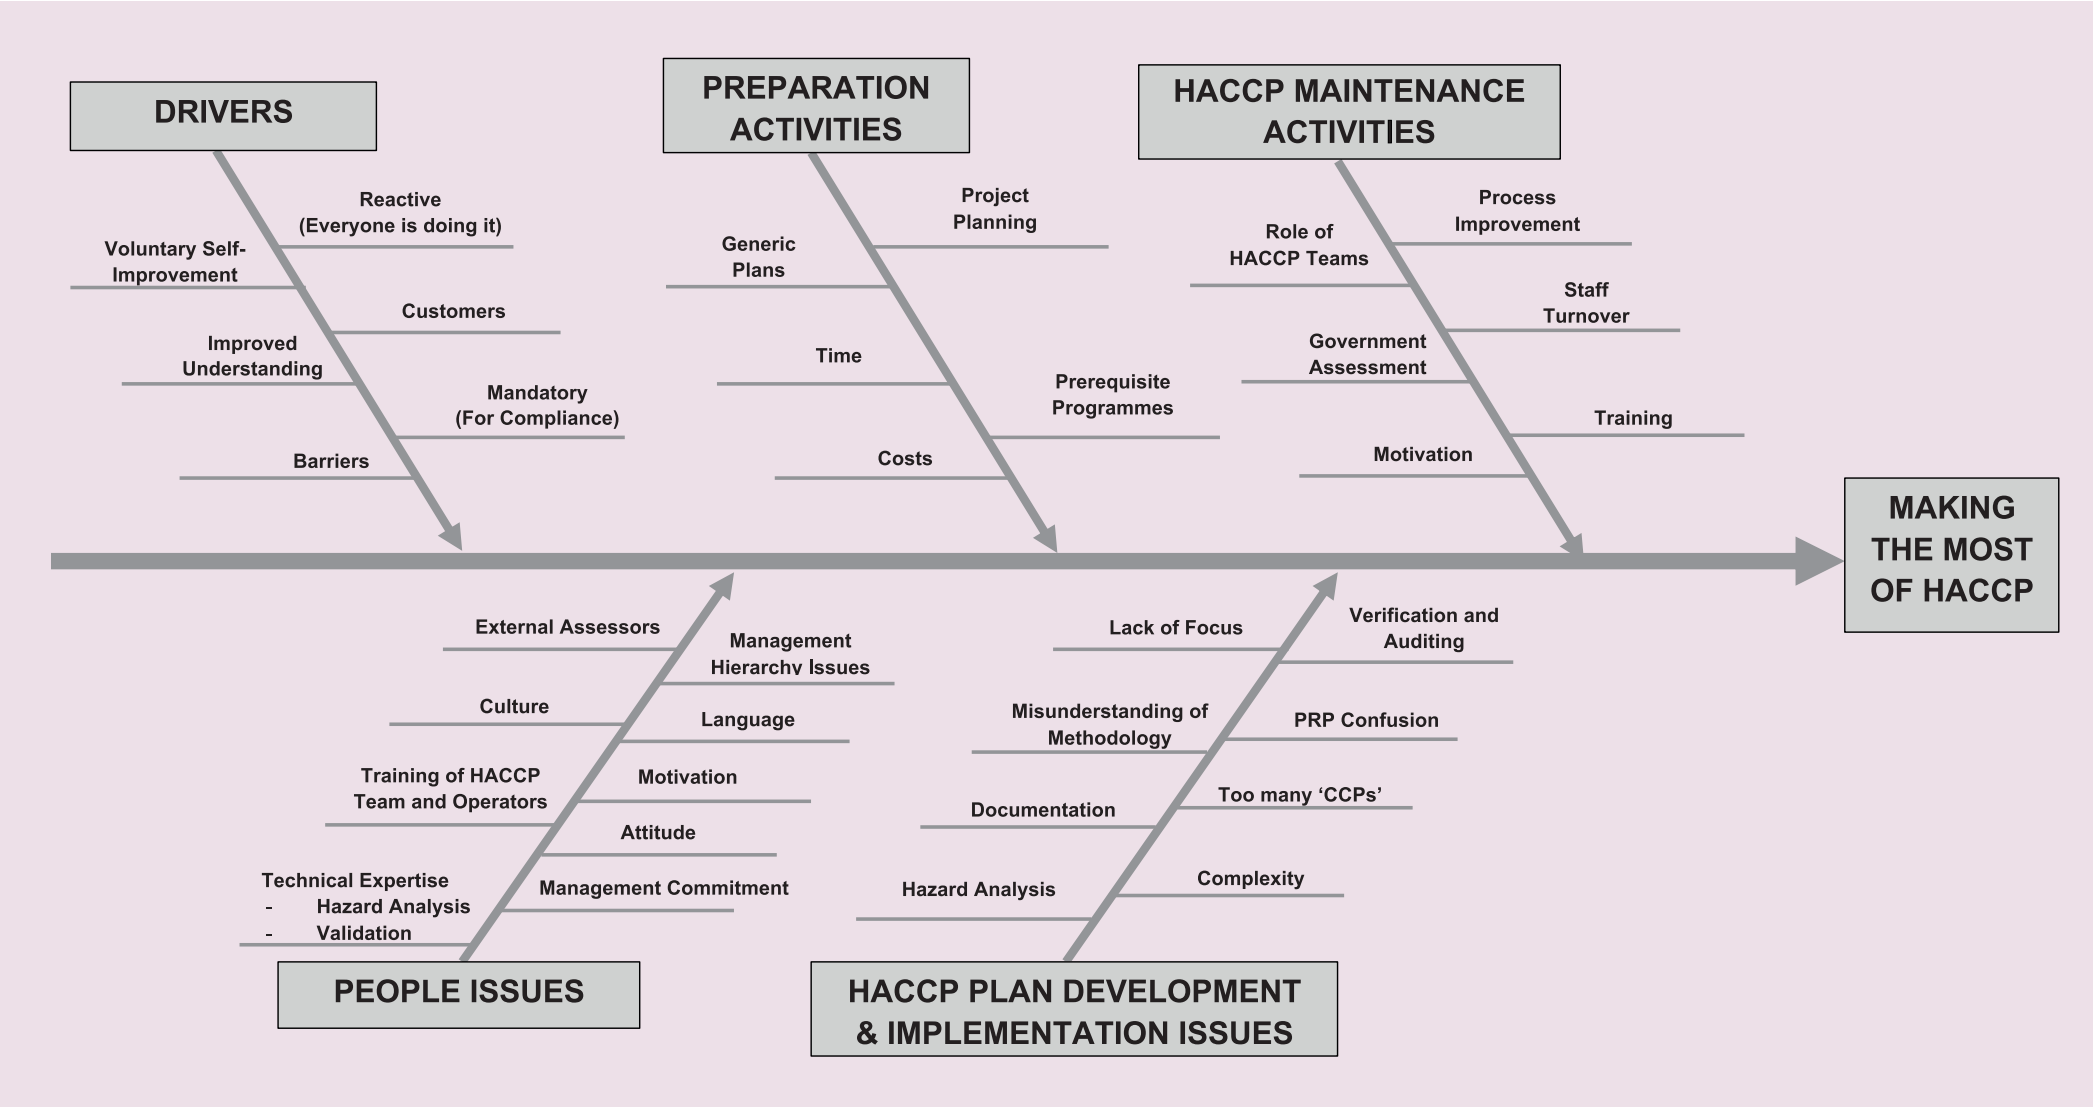 DRIVERS
Reactive
(Everyone is doing it)
Voluntary Self-
Improvement
Customers
Improved
Understanding
Mandatory
(For Compliance)
Barriers
PREPARATION
ACTIVITIES
Project
Planning
Generic
Plans
Time
Prerequisite
Programmes
Costs
HACCP MAINTENANCE
ACTIVITIES
Process
Improvement
Role of
HACCP Teams
Staff
Turnover
Government
Assessment
Training
Motivation
MAKING
THE MOST
OF HACCP
External Assessors
Management
Hierarchy Issues
Culture
Language
Training of HACCP
Team and Operators
Motivation
Attitude
Technical Expertise
- Hazard Analysis
- Validation
Management Commitment
PEOPLE ISSUES
Lack of Focus
Verification and
Auditing
Misunderstanding of
Methodology
PRP Confusion
Documentation
Too many ‘CCPs’
Hazard Analysis
Complexity
HACCP PLAN DEVELOPMENT
& IMPLEMENTATION ISSUES